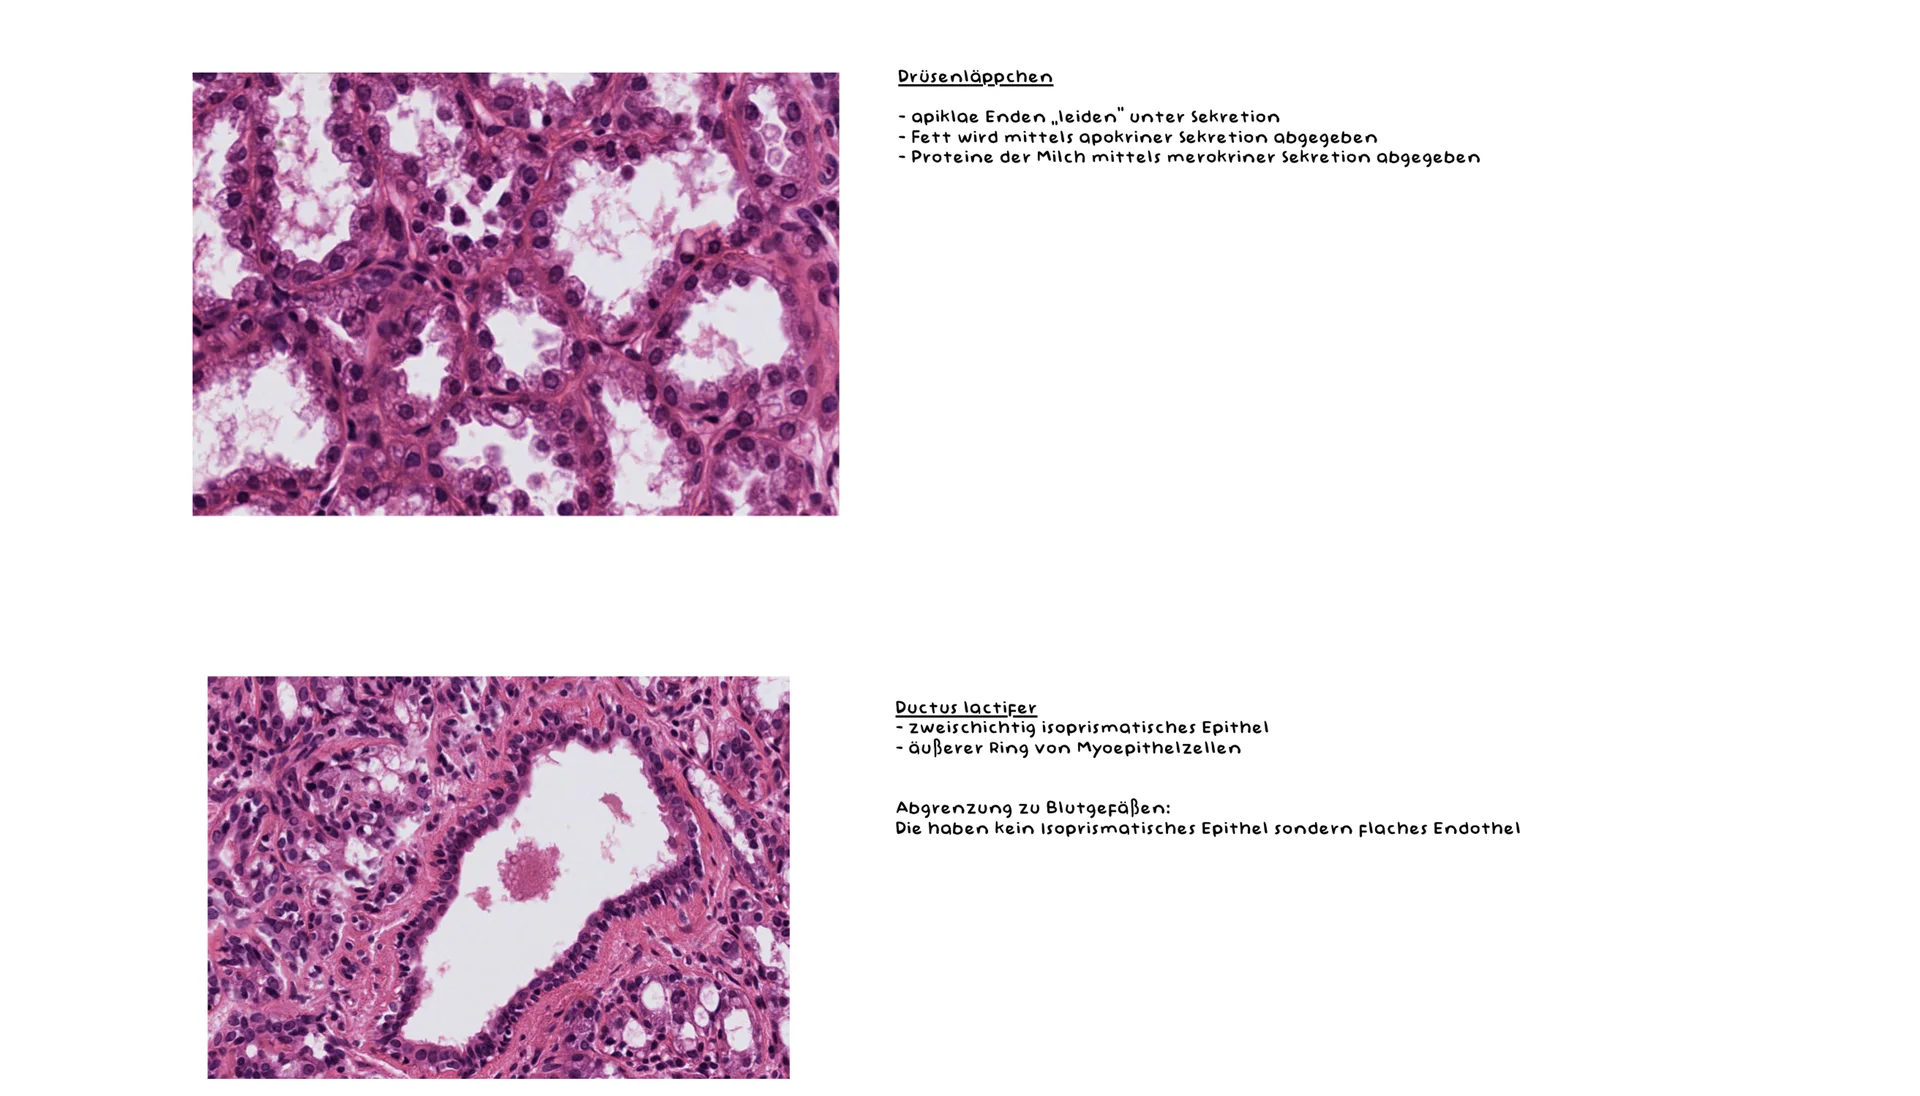 Drüsenläppchen
- apiklae Enden „leiden" unter Sekretion
- Fett wird mittels apokriner Sekretion abgegeben
- Proteine der Milch mittels merokriner Sekretion abgegeben
Ductus lactifer
- zweischichtig isoprismatisches Epithel
- äußerer Ring von Myoepithelzellen
Abgrenzung zu Blutgefäßen:
Die haben kein Isoprismatisches Epithel sondern flaches Endothel